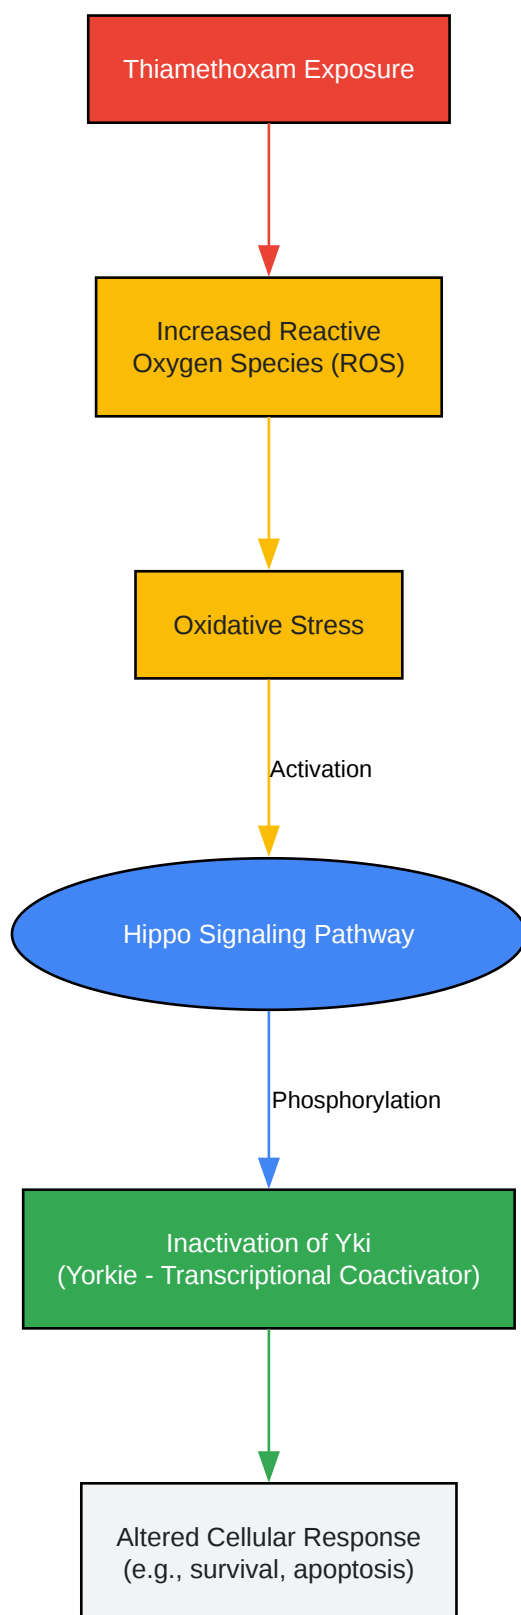 Thiamethoxam Exposure
Increased Reactive
Oxygen Species (ROS)
Oxidative Stress
Activation
Hippo Signaling Pathway
Phosphorylation
Inactivation of Yki
(Yorkie - Transcriptional Coactivator)
Altered Cellular Response
(e.g., survival, apoptosis)